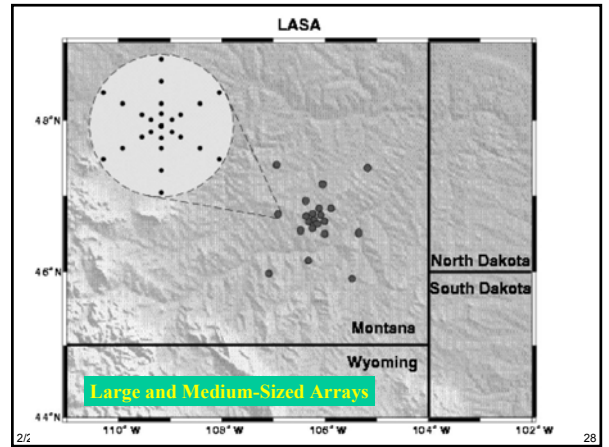 LASA
48°N
46°N
North Dakota
South Dakota
Montana
Wyoming
Large and Medium-Sized Arrays
44°N
110°W
108°W
106°W
104°W
102°W
28